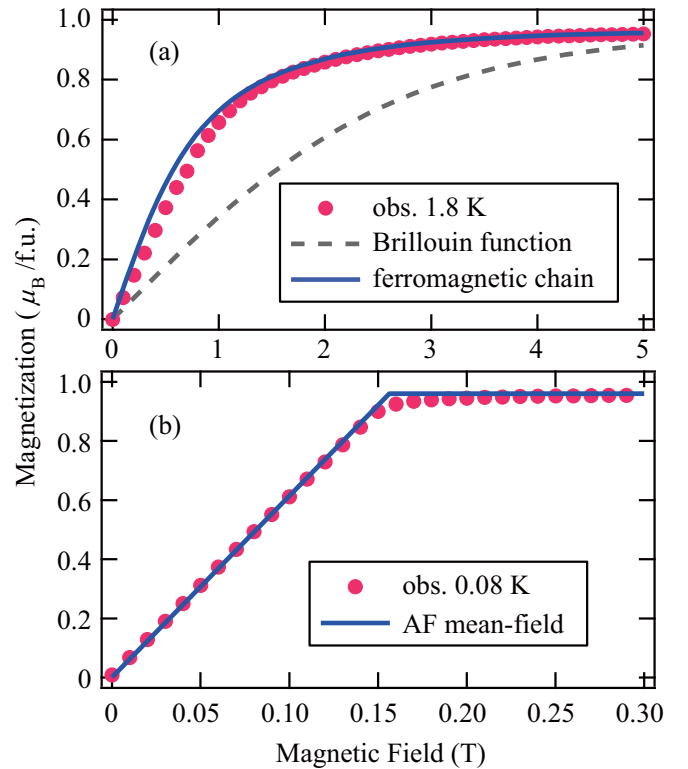 1.0
0.8
0.6
0.4
0.2
0
(a)
obs. 1.8 K
Brillouin function
ferromagnetic chain
0 1 2 3 4 5
Magnetization ( μB /f.u.)
1.0
0.8
0.6
0.4
0.2
0
(b)
obs. 0.08 K
AF mean-field
0 0.05 0.10 0.15 0.20 0.25 0.30
Magnetic Field (T)